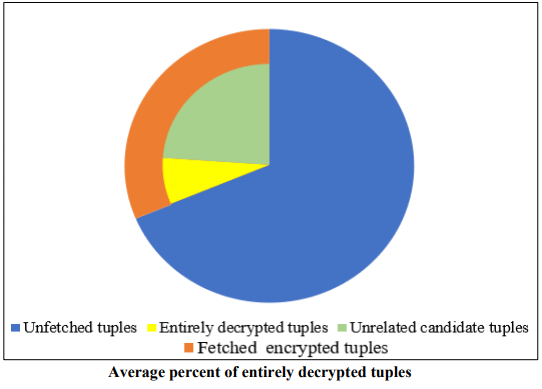 Unfetched tuples Entirely decrypted tuples Unrelated candidate tuples
Fetched encrypted tuples
Average percent of entirely decrypted tuples